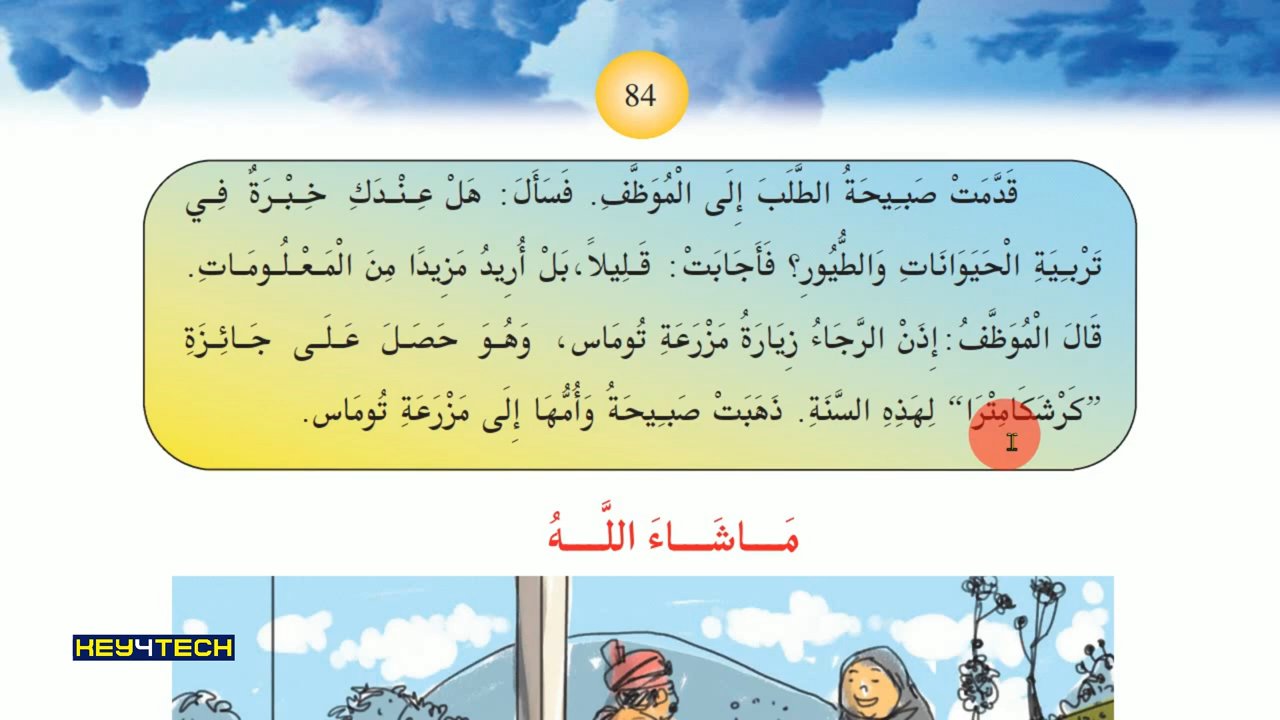 84
قَدَّمَتْ صَبِيحَةُ الطَّلَبَ إِلَى الْمُوَظَّفِ. فَسَأَلَ: هَلْ عِنْدَكِ خِبْرَةٌ فِي
تَرْبِيَةِ الْحَيَوَانَاتِ وَالطُّيُورِ؟ فَأَجَابَتْ: قَلِيلاً، بَلْ أُرِيدُ مَزِيدًا مِنَ الْمَعْلُومَاتِ.
قَالَ الْمُوَظَّفُ: إِذَنْ الرَّجَاءُ زِيَارَةُ مَزْرَعَةِ تُومَاس، وَهُوَ حَصَلَ عَلَى جَائِزَةِ
”كَرْشَكَامِتْرَا“ لِهَذِهِ السَّنَةِ. ذَهَبَتْ صَبِيحَةُ وَأُمُّهَا إِلَى مَزْرَعَةِ تُومَاس.
مَاشَاءَ اللَّهُ
KEY4TECH